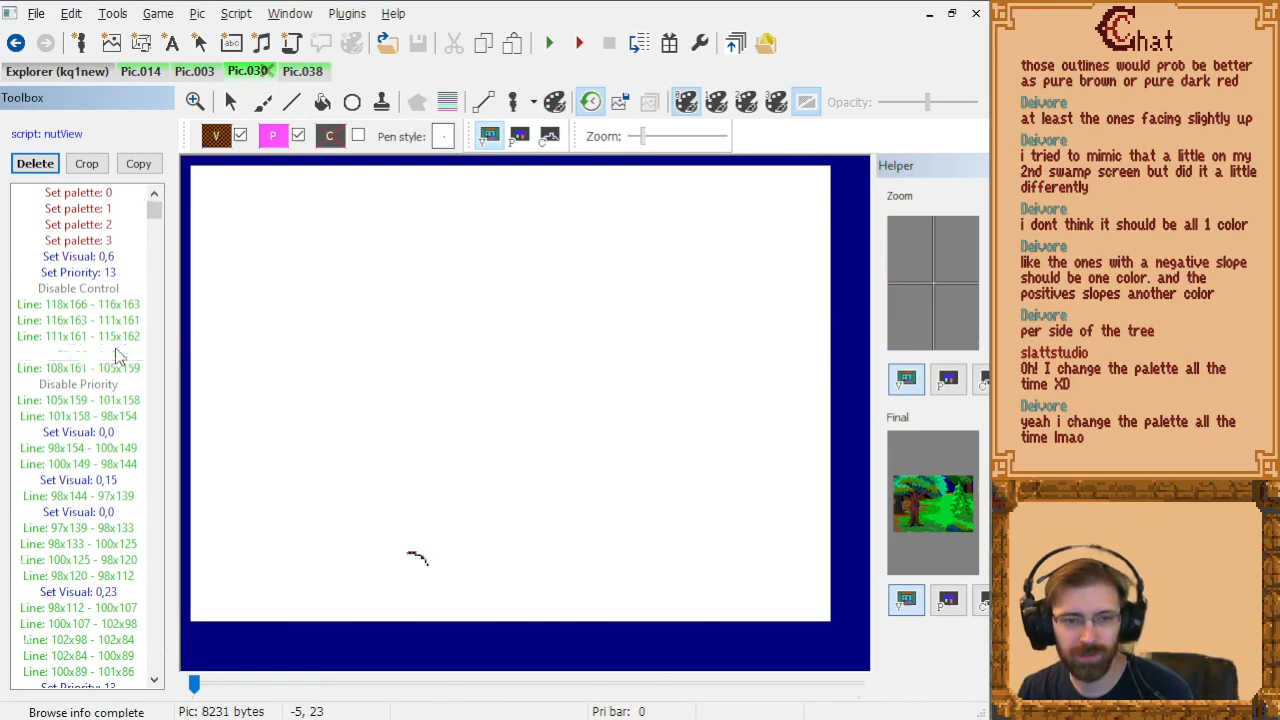 File Edit Tools Game Pic Script Window Plugins Help
Explorer (kq1new) Pic.014 Pic.003 Pic.030 Pic.038
Toolbox
script: nutView
Opacity:
V P C Pen style: V P C Zoom:
Delete Crop Copy
Set palette: 0
Set palette: 1
Set palette: 2
Set palette: 3
Set Visual: 0,6
Set Priority: 13
Disable Control
Line: 118x166 - 116x163
Line: 116x163 - 111x161
Line: 111x161 - 115x162
Line: 108x161 - 105x159
Disable Priority
Line: 105x159 - 101x158
Line: 101x158 - 98x154
Set Visual: 0,0
Line: 98x154 - 100x149
Line: 100x149 - 98x144
Set Visual: 0,15
Line: 98x144 - 97x139
Set Visual: 0,0
Line: 97x139 - 98x133
Line: 98x133 - 100x125
Line: 100x125 - 98x120
Line: 98x120 - 98x112
Set Visual: 0,23
Line: 98x112 - 100x107
Line: 100x107 - 102x98
Line: 102x98 - 102x84
Line: 102x84 - 100x89
Line: 100x89 - 101x86
Set Priority: 13
Helper
Zoom
V P C
Final
V P C
Browse info complete Pic: 8231 bytes -5, 23 Pri bar: 0
Chat
those outlines would prob be better
as pure brown or pure dark red
Deivore
at least the ones facing slightly up
Deivore
i tried to mimic that a little on my
2nd swamp screen but did it a little
differently
Deivore
i dont think it should be all 1 color
Deivore
like the ones with a negative slope
should be one color. and the
positives slopes another color
Deivore
per side of the tree
slattstudio
Oh! I change the palette all the
time XD
Deivore
yeah i change the palette all the
time lmao